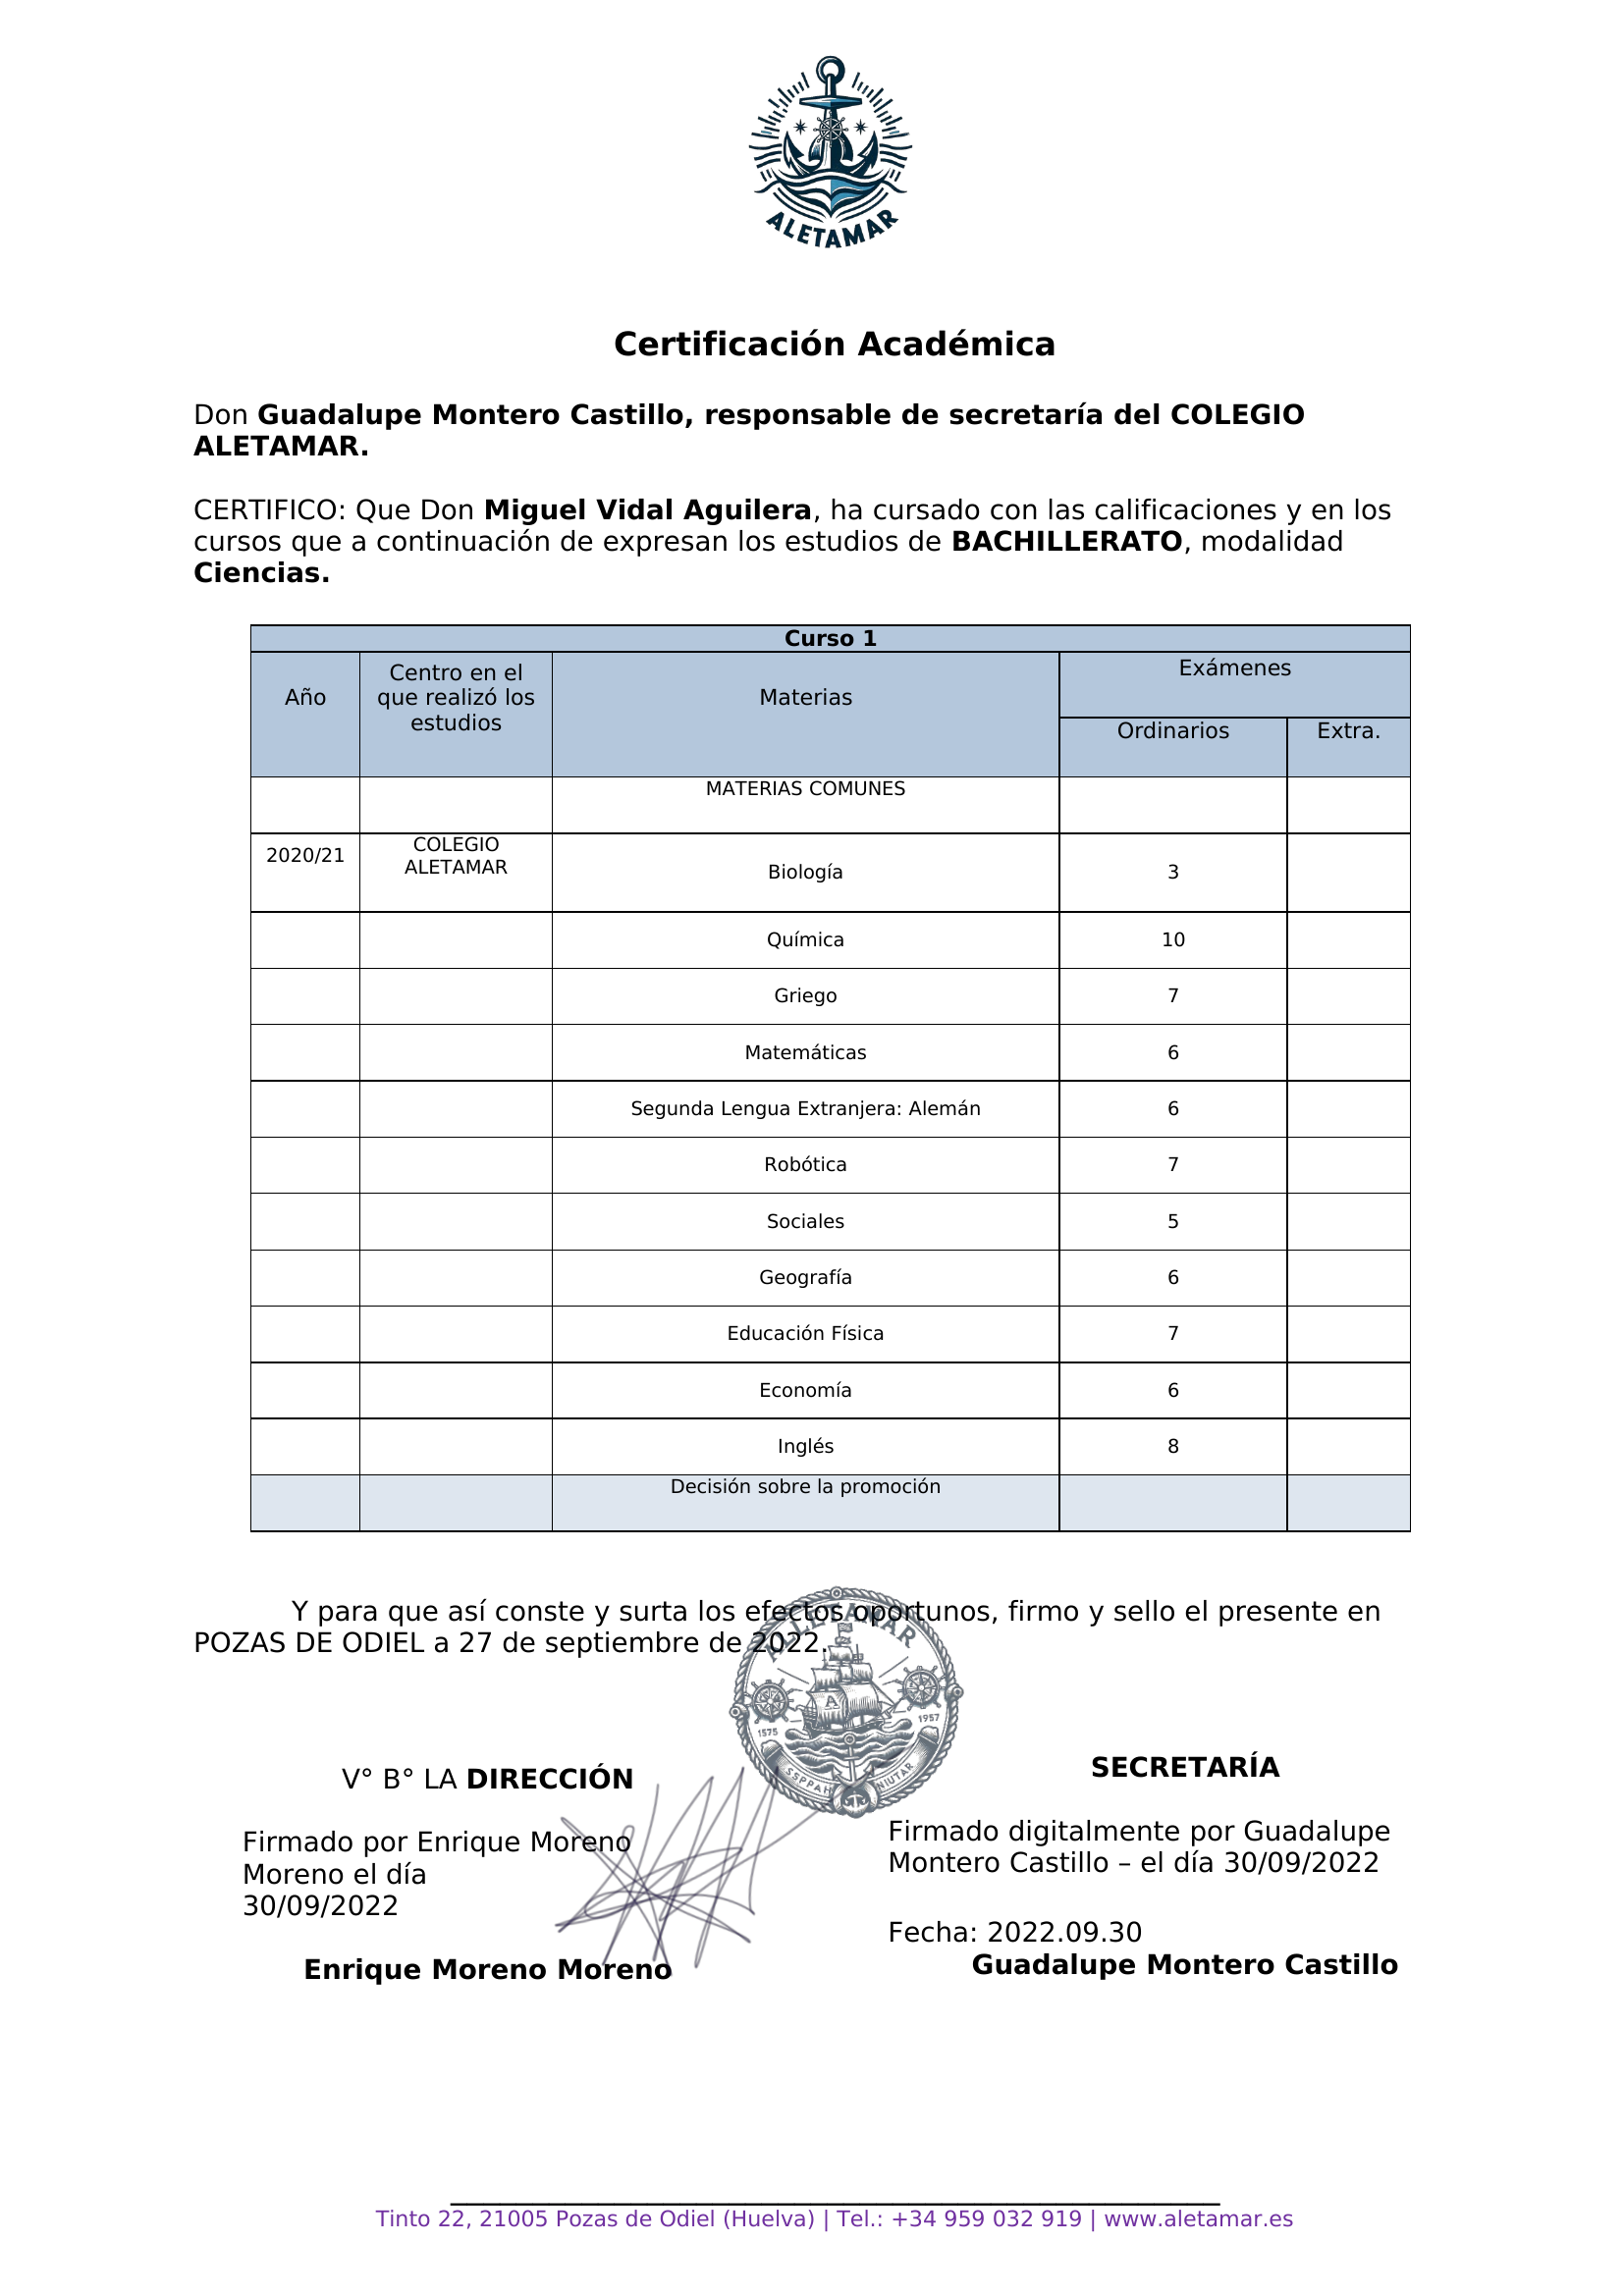 ALETAMAR
Certificación Académica
Don Guadalupe Montero Castillo, responsable de secretaría del COLEGIO
ALETAMAR.
CERTIFICO: Que Don Miguel Vidal Aguilera, ha cursado con las calificaciones y en los
cursos que a continuación de expresan los estudios de BACHILLERATO, modalidad
Ciencias.
Curso 1
Año
Centro en el
que realizó los
estudios
Materias
Exámenes
Ordinarios
Extra.
MATERIAS COMUNES
2020/21
COLEGIO
ALETAMAR
Biología 3
Química 10
Griego 7
Matemáticas 6
Segunda Lengua Extranjera: Alemán 6
Robótica 7
Sociales 5
Geografía 6
Educación Física 7
Economía 6
Inglés 8
Decisión sobre la promoción
Y para que así conste y surta los efectos oportunos, firmo y sello el presente en
POZAS DE ODIEL a 27 de septiembre de 2022.
ALLETAMAR
A
1575
1957
SSPPAH
NIUTAR
V° B° LA DIRECCIÓN
Firmado por Enrique Moreno
Moreno el día
30/09/2022
Enrique Moreno Moreno
SECRETARÍA
Firmado digitalmente por Guadalupe
Montero Castillo – el día 30/09/2022
Fecha: 2022.09.30
Guadalupe Montero Castillo
Tinto 22, 21005 Pozas de Odiel (Huelva) | Tel.: +34 959 032 919 | www.aletamar.es